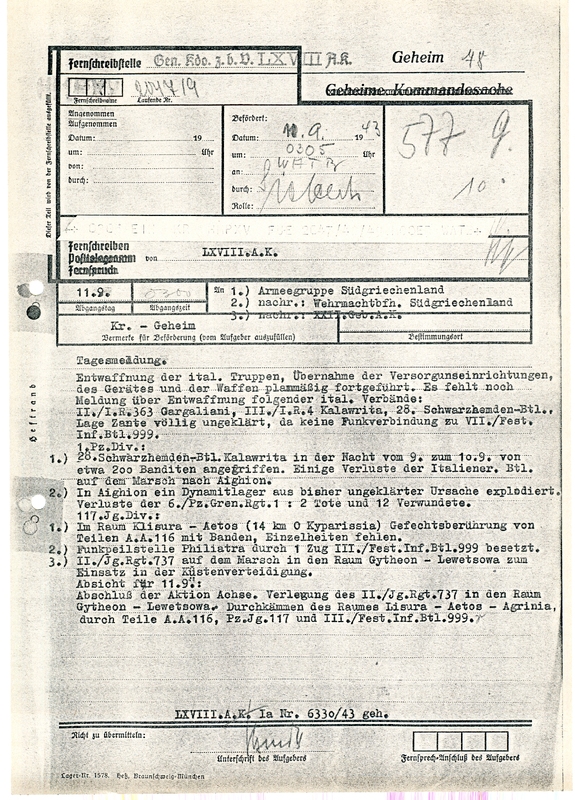 Fernschreibstelle Gen. Kdo. z.b.V. LXVIII A.K. Geheim 48
Geheime Kommandosache
Fernschreibname Laufende Nr.
Angenommen
Aufgenommen
Datum: 19
um: Uhr
von:
durch:
Befördert:
Datum: 11.9. 1943
um: 0305 Uhr
an:
durch:
Rolle:
577 g.
10
Dieser Teil wird von der Fernschreibstelle ausgefüllt.
Fernschreiben
Posttelegramm von LXVIII.A.K.
Fernspruch
11.9.
Abgangstag Abgangszeit
An 1.) Armeegruppe Südgriechenland
2.) nachr.: Wehrmachtbfh. Südgriechenland
3.) nachr.: XXII.Geb.A.K.
Kr. - Geheim
Vermerke für Beförderung (vom Aufgeber auszufüllen) Bestimmungsort
Heftrand
Tagesmeldung.
Entwaffnung der ital. Truppen, Übernahme der Versorgunseinrichtungen,
des Gerätes und der Waffen plammäßig fortgeführt. Es fehlt noch
Meldung über Entwaffnung folgender ital. Verbände:
II./I.R.363 Gargaliani, III./I.R.4 Kalawrita, 28. Schwarzhemden-Btl..
Lage Zante völlig ungeklärt, da keine Funkverbindung zu VII./Fest.
Inf.Btl.999.
1.Pz.Div.:
1.) 28.Schwarzhemden-Btl.Kalawrita in der Nacht vom 9. zum 10.9. von
etwa 200 Banditen angegriffen. Einige Verluste der Italiener. Btl.
auf dem Marsch nach Aighion.
2.) In Aighion ein Dynamitlager aus bisher ungeklärter Ursache explodiert.
Verluste der 6./Pz.Gren.Rgt.1 : 2 Tote und 12 Verwundete.
117.Jg.Div.:
1.) Im Raum Klisura - Aetos (14 km O Kyparissia) Gefechtsberührung von
Teilen A.A.116 mit Banden, Einzelheiten fehlen.
2.) Funkpeilstelle Philiatra durch 1 Zug III./Fest.Inf.Btl.999 besetzt.
3.) II./Jg.Rgt.737 auf dem Marsch in den Raum Gytheon - Lewetsowa zum
Einsatz in der Küstenverteidigung.
Absicht für 11.9.:
Abschluß der Aktion Achse. Verlegung des II./Jg.Rgt.737 in den Raum
Gytheon - Lewetsowa. Durchkämmen des Raumes Lisura - Aetos - Agrinia,
durch Teile A.A.116, Pz.Jg.117 und III./Fest.Inf.Btl.999.
LXVIII.A.K. Ia Nr. 6330/43 geh.
Nicht zu übermitteln:
Unterschrift des Aufgebers Fernsprech-Anschluß des Aufgebers
Lager-Nr. 1578. Heß, Braunschweig-München